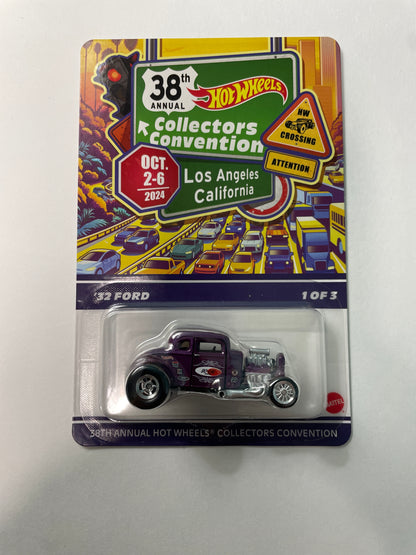 38th
ANNUAL
Hot Wheels
Collectors
Convention
HW
CROSSING
ATTENTION
OCT.
2-6
2024
Los Angeles
California
'32 FORD
1 OF 3
MATTEL
38TH ANNUAL HOT WHEELS® COLLECTORS CONVENTION